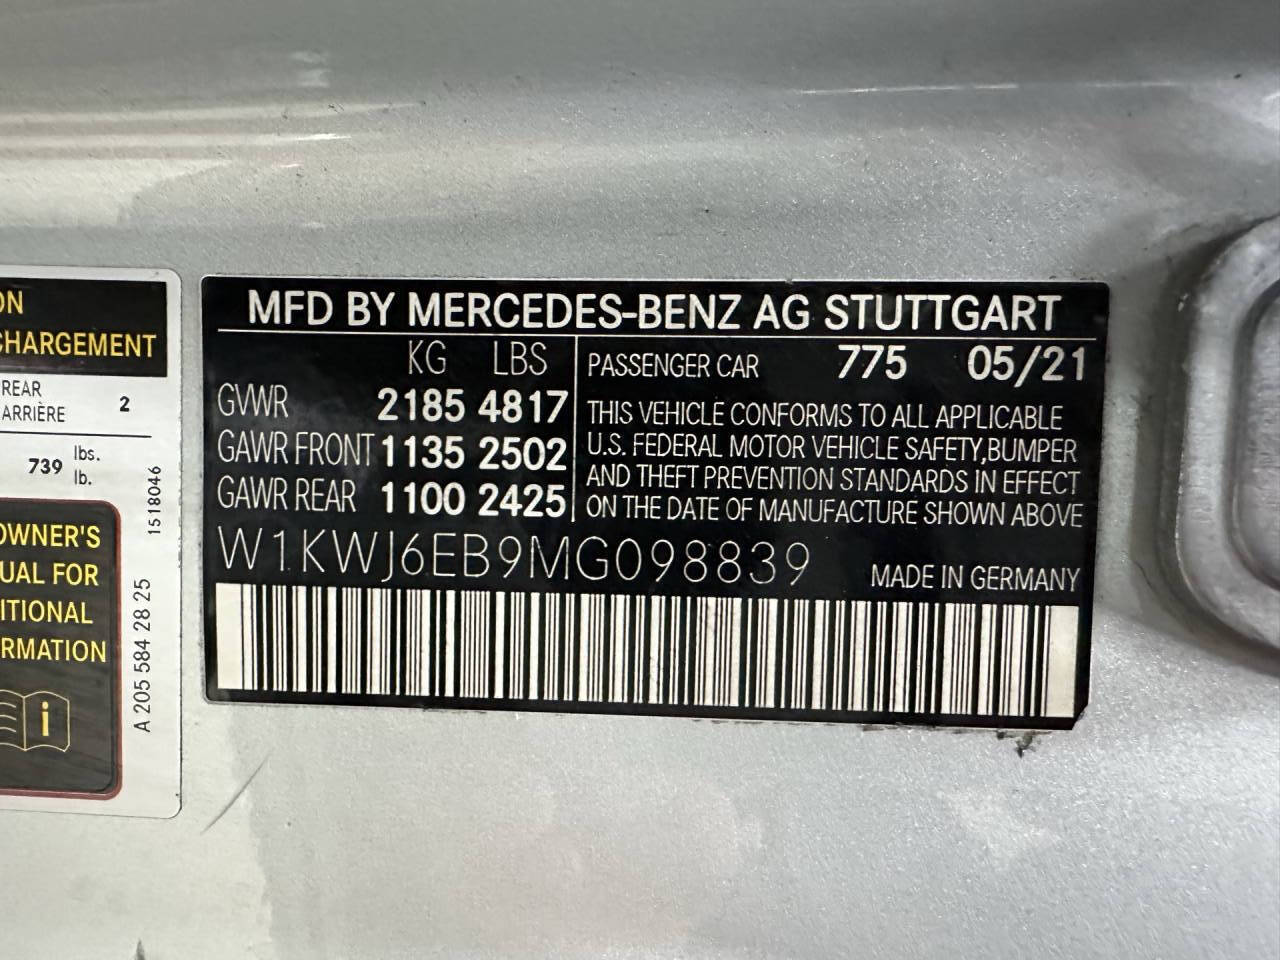 ON
CHARGEMENT
REAR
ARRIÈRE
2
739 lbs.
lb.
OWNER'S
UAL FOR
ITIONAL
RMATION
i
1518046
A 205 584 28 25
MFD BY MERCEDES-BENZ AG STUTTGART
KG LBS
GVWR 2185 4817
GAWR FRONT 1135 2502
GAWR REAR 1100 2425
PASSENGER CAR 775 05/21
THIS VEHICLE CONFORMS TO ALL APPLICABLE
U.S. FEDERAL MOTOR VEHICLE SAFETY,BUMPER
AND THEFT PREVENTION STANDARDS IN EFFECT
ON THE DATE OF MANUFACTURE SHOWN ABOVE
W1KWJ6EB9MG098839
MADE IN GERMANY